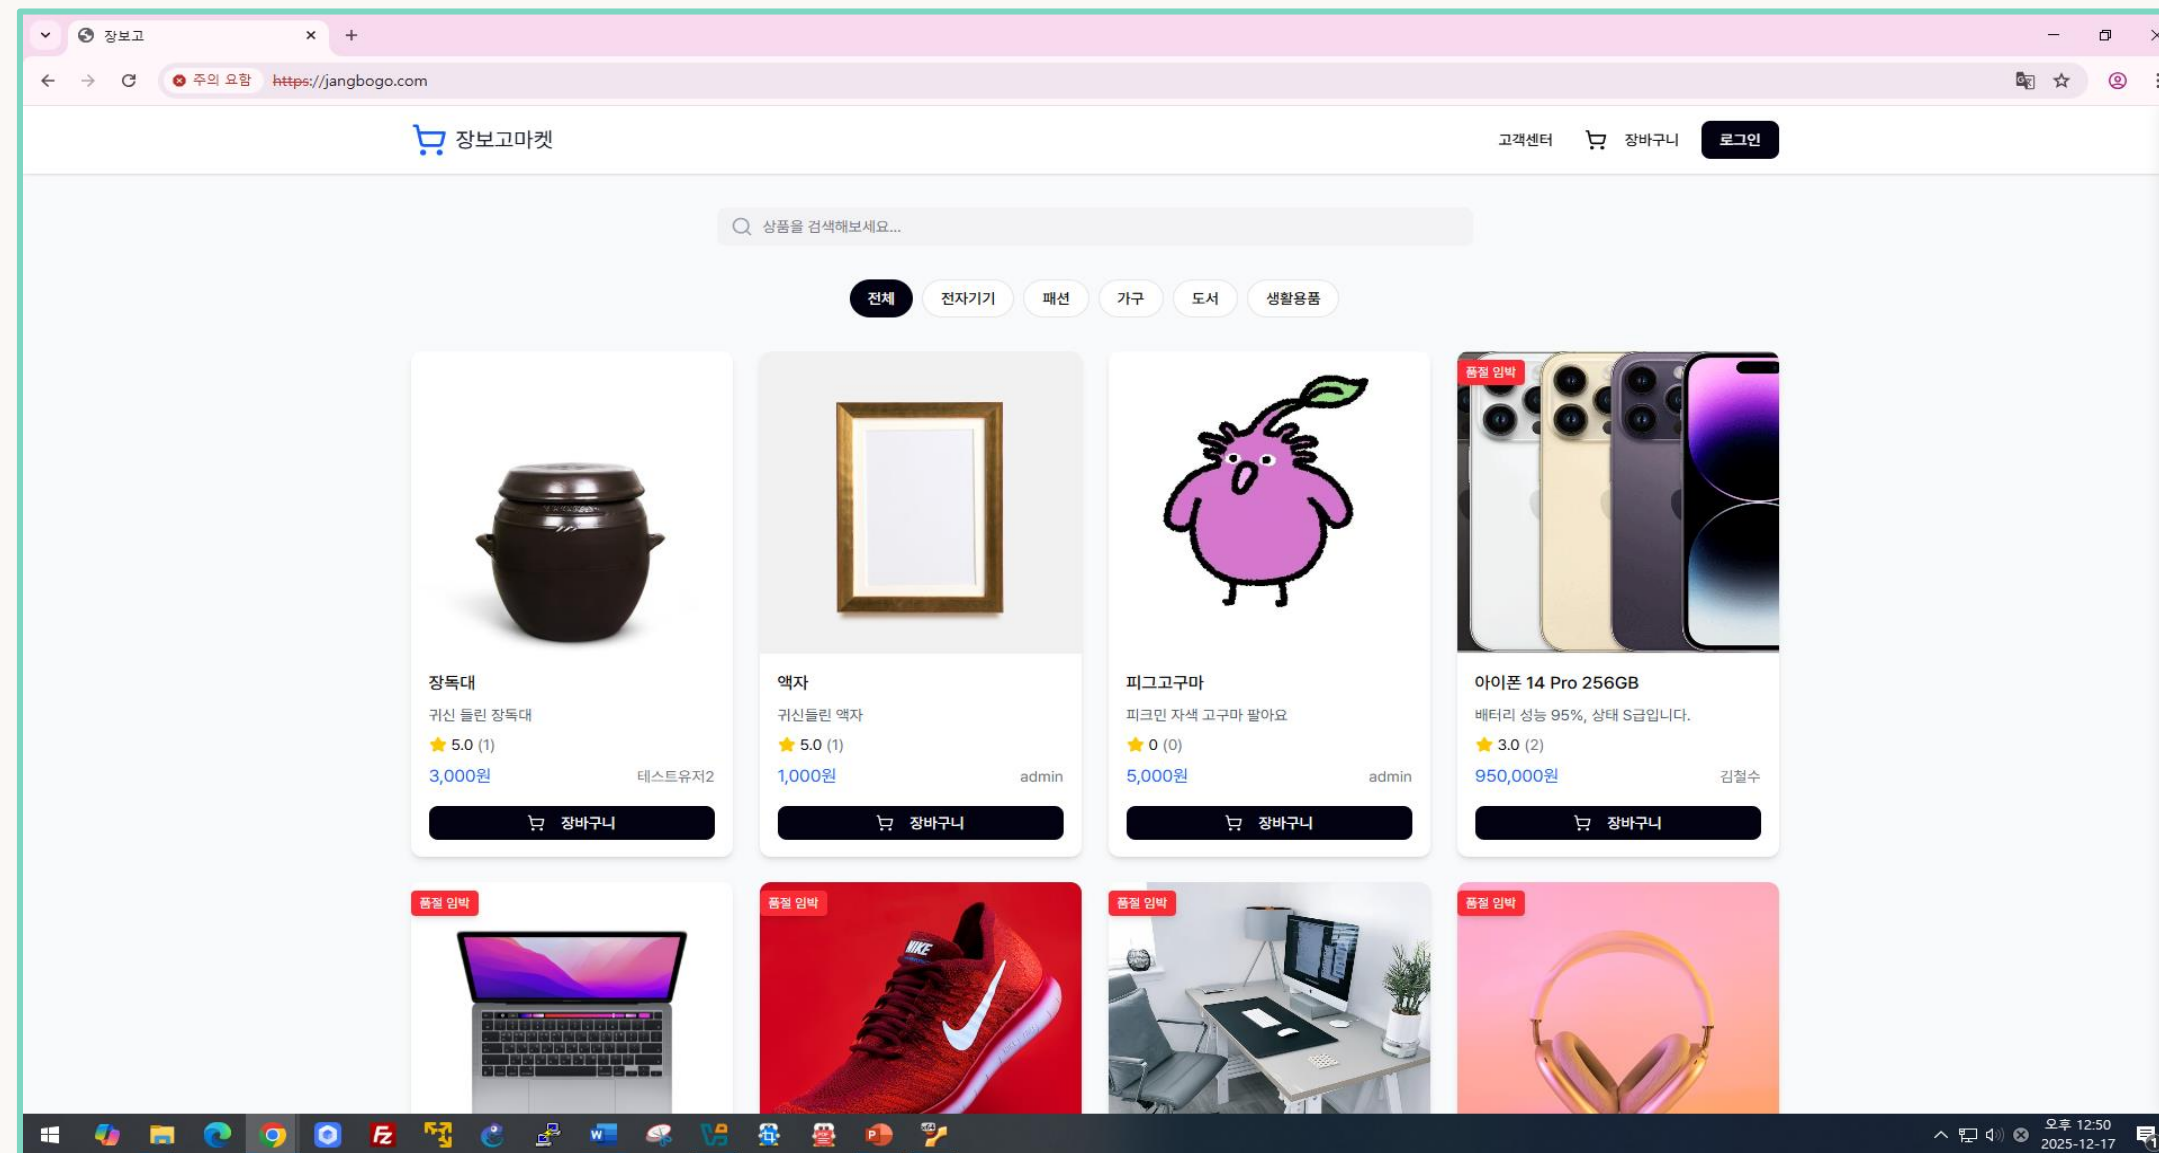 장보고
주의 요함 https://jangbogo.com
장보고마켓
고객센터 장바구니 로그인
상품을 검색해보세요...
전체 전자기기 패션 가구 도서 생활용품
품절 임박
장독대 액자 피그고구마 아이폰 14 Pro 256GB
귀신 들린 장독대 귀신들린 액자 피크민 자색 고구마 팔아요 배터리 성능 95%, 상태 S급입니다.
5.0 (1) 5.0 (1) 0 (0) 3.0 (2)
3,000원 테스트유저2 1,000원 admin 5,000원 admin 950,000원 김철수
장바구니 장바구니 장바구니 장바구니
품절 임박 품절 임박 품절 임박 품절 임박
NIKE
오후 12:50
2025-12-17